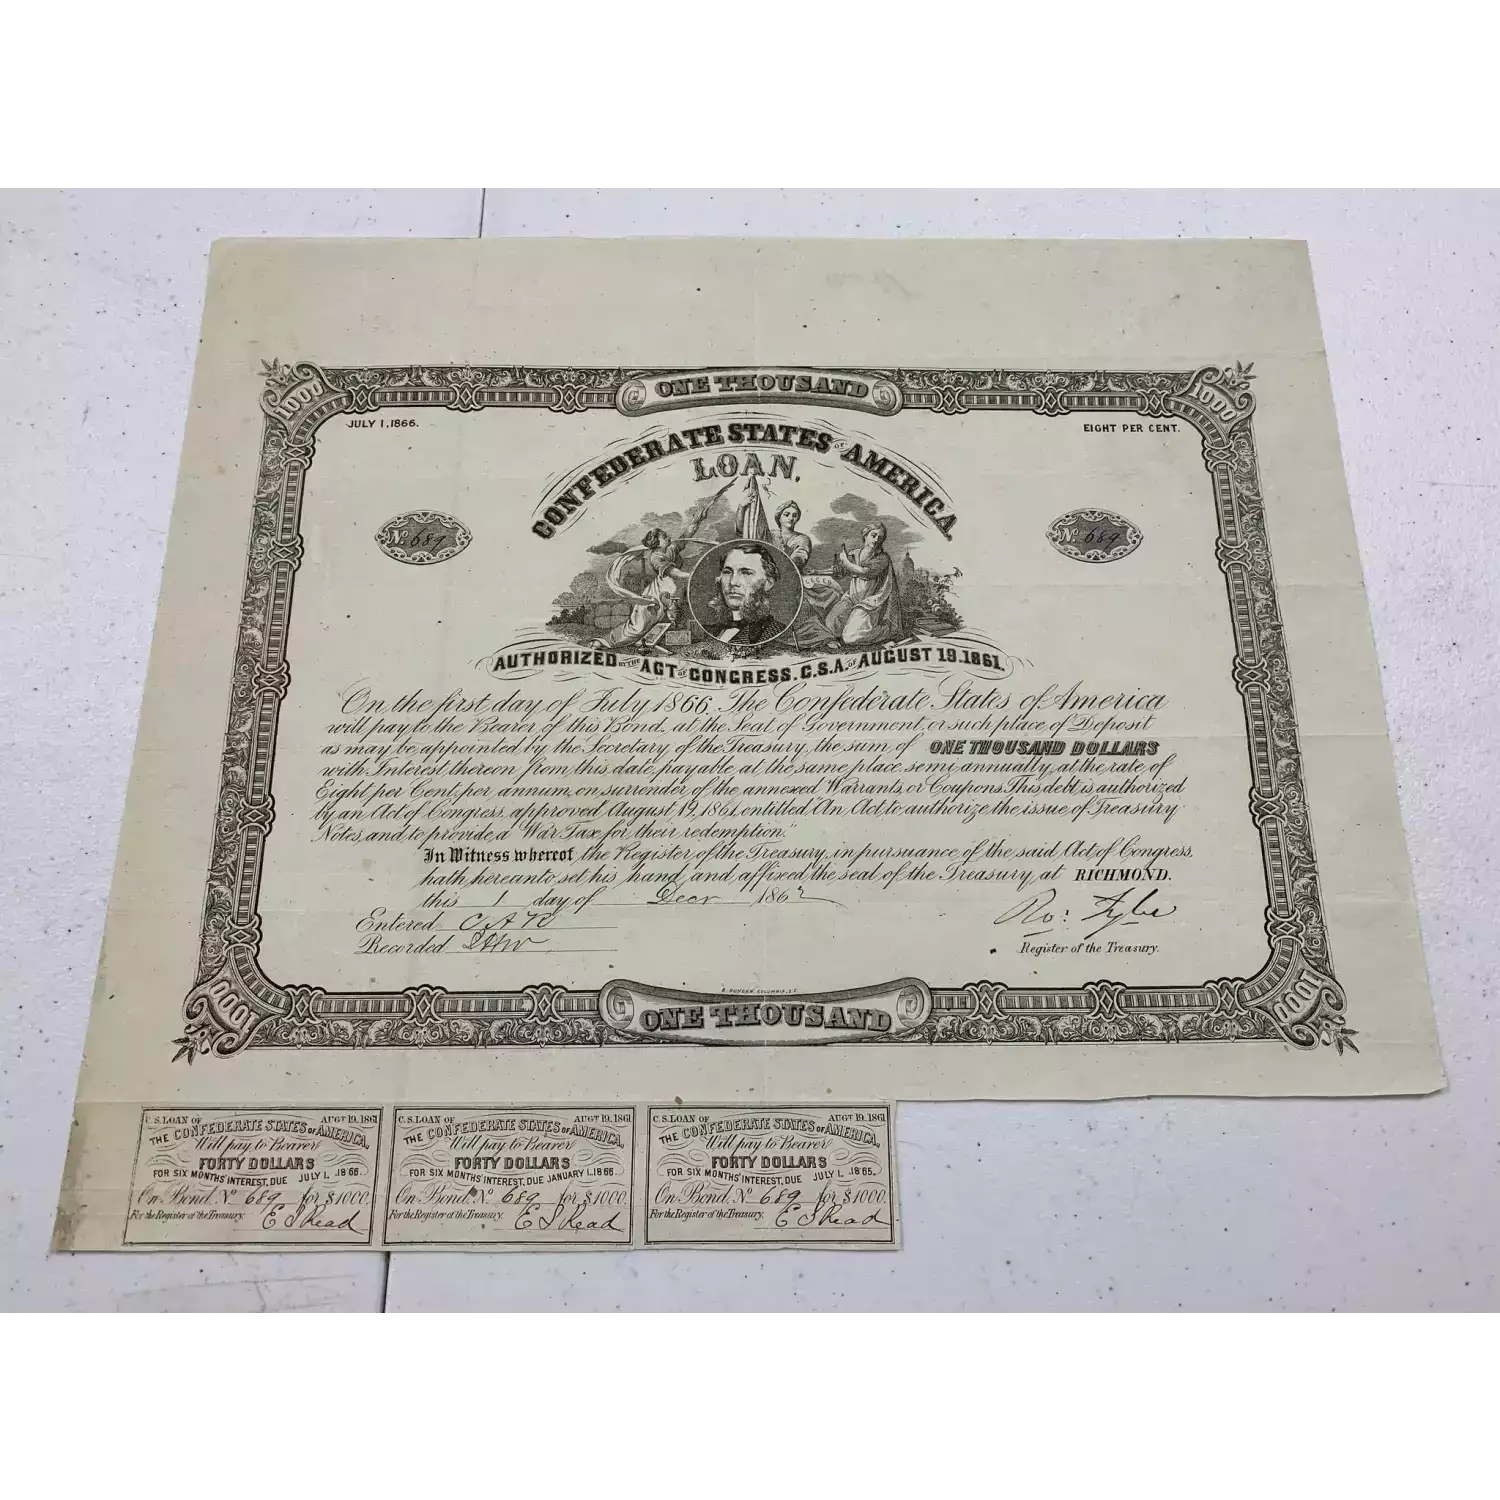 ONE THOUSAND
1000
1000
JULY 1, 1866.
EIGHT PER CENT.
CONFEDERATE STATES OF AMERICA
LOAN.
No 689
No 689
AUTHORIZED BY THE ACT OF CONGRESS. C.S.A. OF AUGUST 19.1861.
On the first day of July 1866, The Confederate States of America
will pay to the Bearer of this Bond, at the Seat of Government, or such place of Deposit
as may be appointed by the Secretary of the Treasury, the sum of ONE THOUSAND DOLLARS
with Interest thereon from this date, payable at the same place semi-annually, at the rate of
Eight per Cent, per annum, on surrender of the annexed Warrants, or Coupons. This debt is authorized
by an Act of Congress, approved August 19, 1861, entitled An Act, to authorize the issue of Treasury
Notes, and to provide a "War Tax for their redemption."
In Witness whereof the Register of the Treasury, in pursuance of the said Act of Congress,
hath hereunto set his hand, and affixed the seal of the Treasury, at RICHMOND.
this 1 day of Decr 1862
Entered C A R
Ro: Tyler
Recorded
Register of the Treasury.
1000
1000
B. DUNCAN COLUMBIA, S.C.
ONE THOUSAND
C. S. LOAN OF AUGT 19. 1861
THE CONFEDERATE STATES OF AMERICA,
Will pay to Bearer
FORTY DOLLARS
FOR SIX MONTHS' INTEREST, DUE JULY 1. 1866.
On Bond No 689 for $1000.
For the Register of the Treasury.
E S Read
C. S. LOAN OF AUGT 19. 1861
THE CONFEDERATE STATES OF AMERICA,
Will pay to Bearer
FORTY DOLLARS
FOR SIX MONTHS' INTEREST, DUE JANUARY 1. 1866.
On Bond No 689 for $1000.
For the Register of the Treasury.
E S Read
C. S. LOAN OF AUGT 19. 1861
THE CONFEDERATE STATES OF AMERICA,
Will pay to Bearer
FORTY DOLLARS
FOR SIX MONTHS' INTEREST, DUE JULY 1. 1865.
On Bond No 689 for $1000.
For the Register of the Treasury.
E S Read